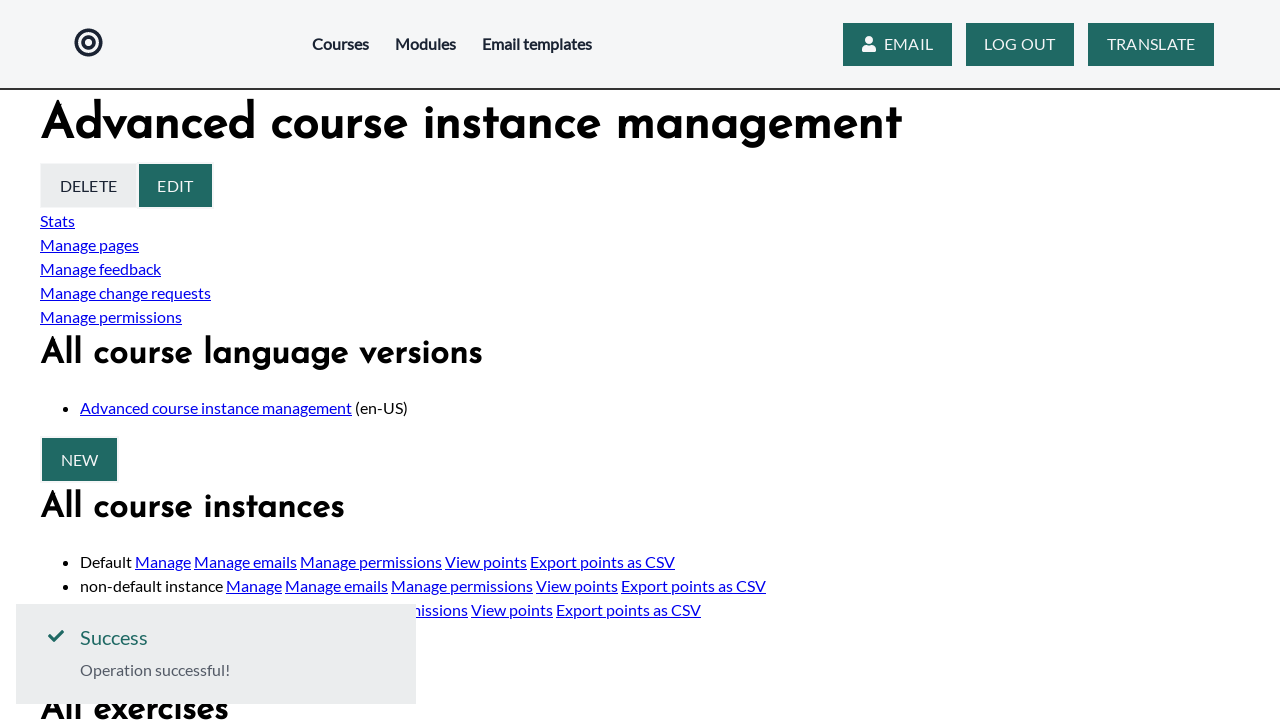 Courses Modules Email templates EMAIL LOG OUT TRANSLATE
Advanced course instance management
DELETE EDIT
Stats
Manage pages
Manage feedback
Manage change requests
Manage permissions
All course language versions
Advanced course instance management (en-US)
NEW
All course instances
Default Manage Manage emails Manage permissions View points Export points as CSV
non-default instance Manage Manage emails Manage permissions View points Export points as CSV
View points Export points as CSV
Success
Operation successful!
All exercises